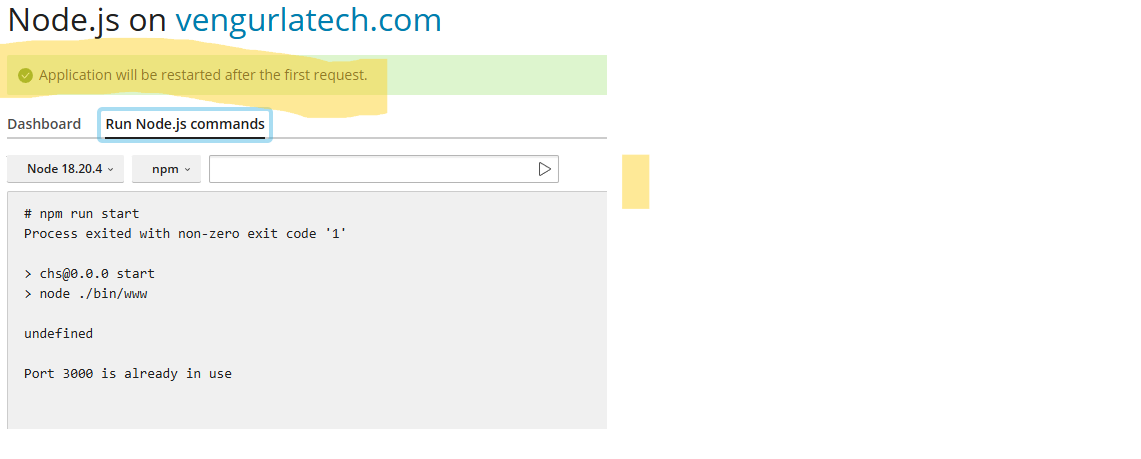 Node.js on vengurlatech.com
Application will be restarted after the first request.
Dashboard Run Node.js commands
Node 18.20.4 npm
# npm run start
Process exited with non-zero exit code '1'
> chs@0.0.0 start
> node ./bin/www
undefined
Port 3000 is already in use